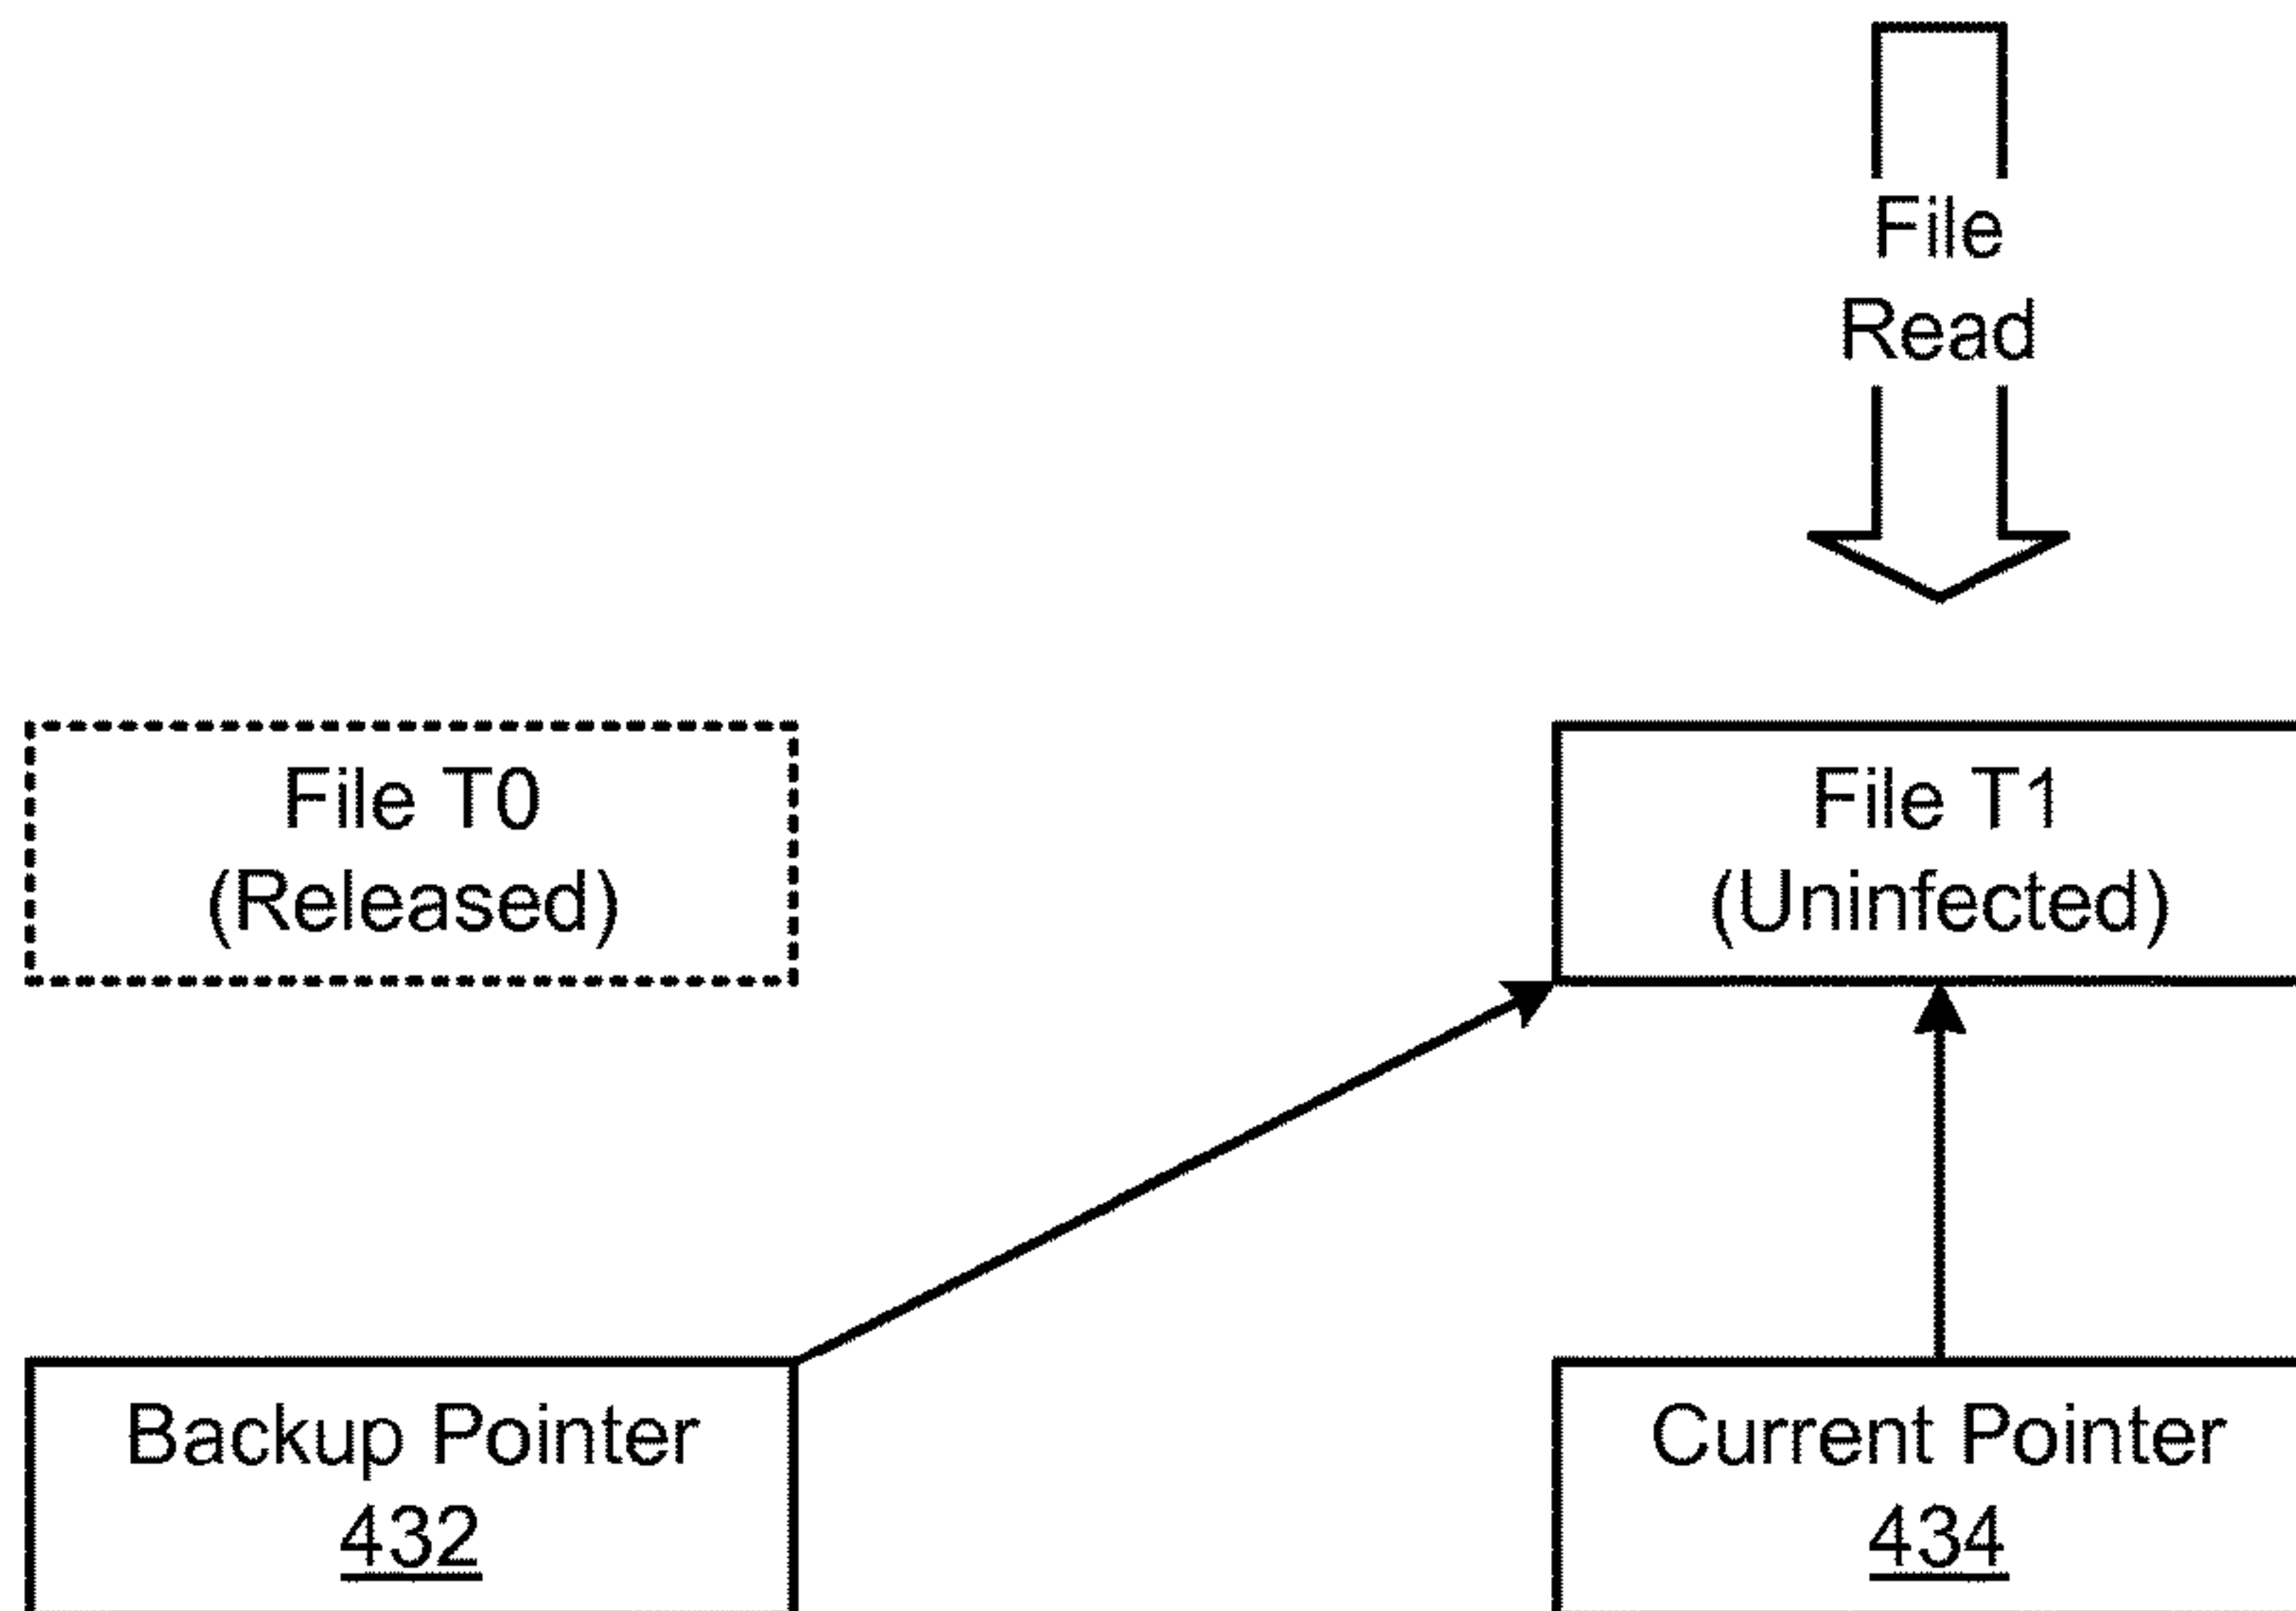 File
Read
File T0
(Released)
File T1
(Uninfected)
Backup Pointer
432
Current Pointer
434